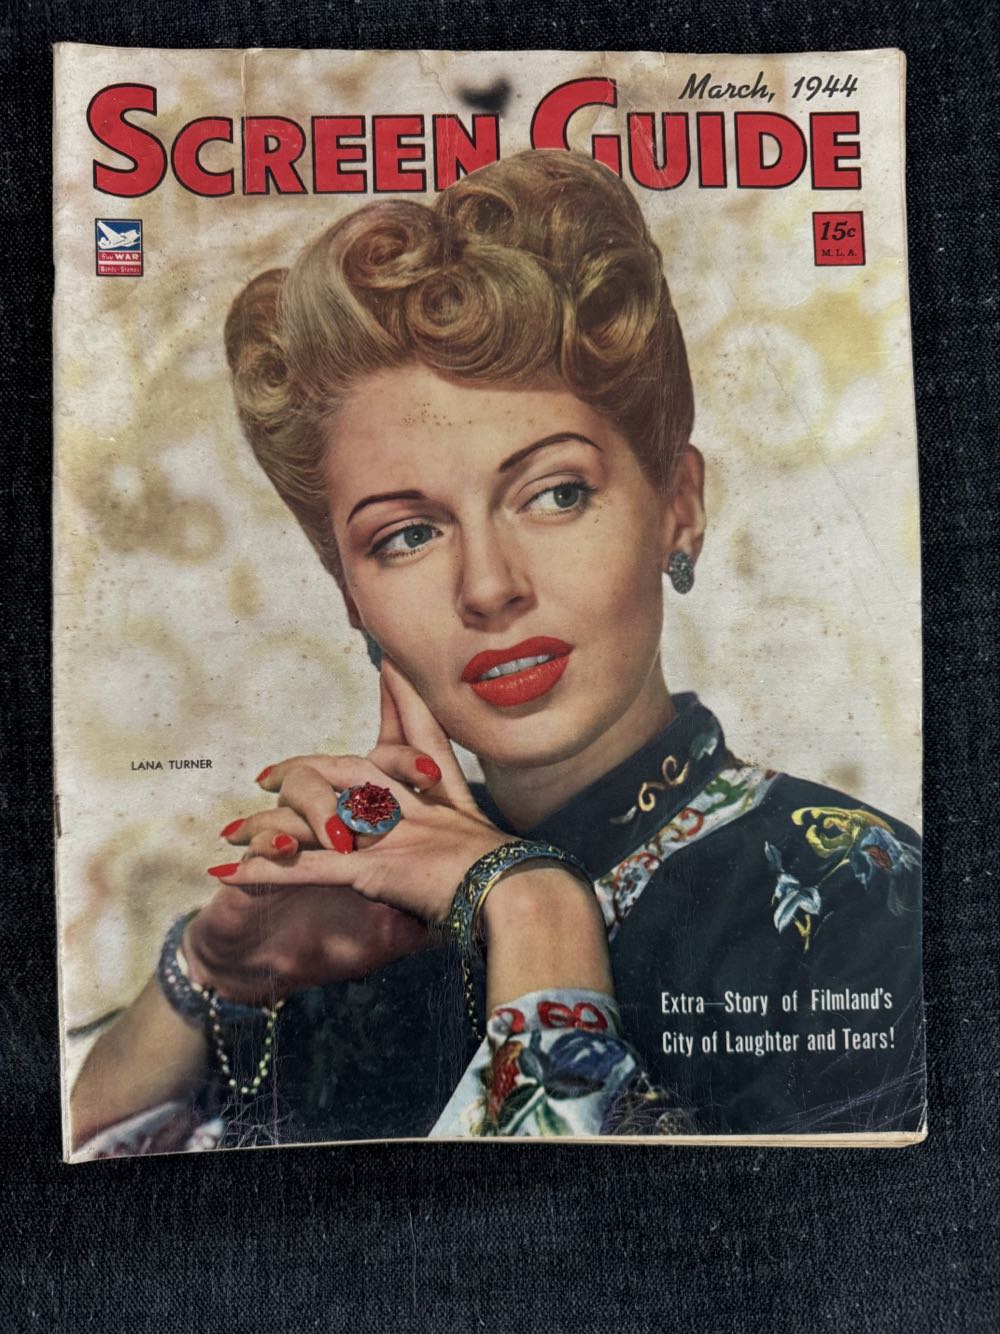 March, 1944
SCREEN GUIDE
Buy WAR
Bonds - Stamps
15c
M. L. A.
LANA TURNER
Extra—Story of Filmland's
City of Laughter and Tears!